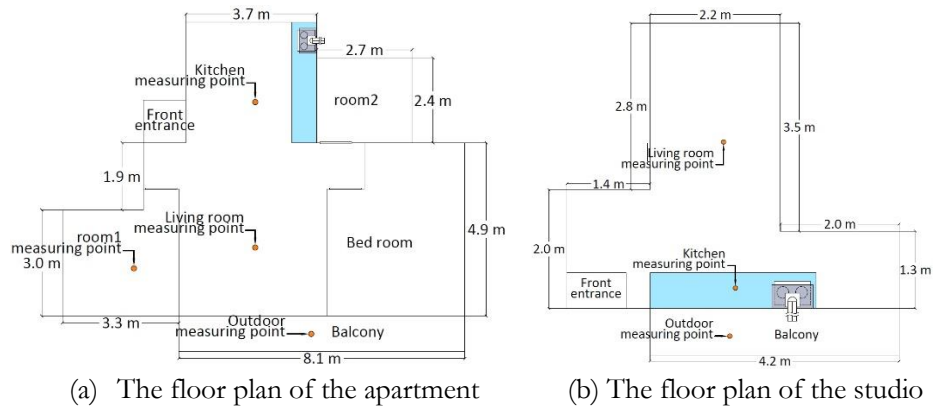 3.7 m
2.7 m
Kitchen
measuring point
room2
2.4 m
Front
entrance
1.9 m
room1
measuring point
Living room
measuring point
Bed room
4.9 m
3.0 m
3.3 m
Outdoor
measuring point
Balcony
8.1 m
(a) The floor plan of the apartment
2.2 m
2.8 m
3.5 m
Living room
measuring point
1.4 m
2.0 m
2.0 m
Kitchen
measuring point
Front
entrance
1.3 m
Outdoor
measuring point
Balcony
4.2 m
(b) The floor plan of the studio